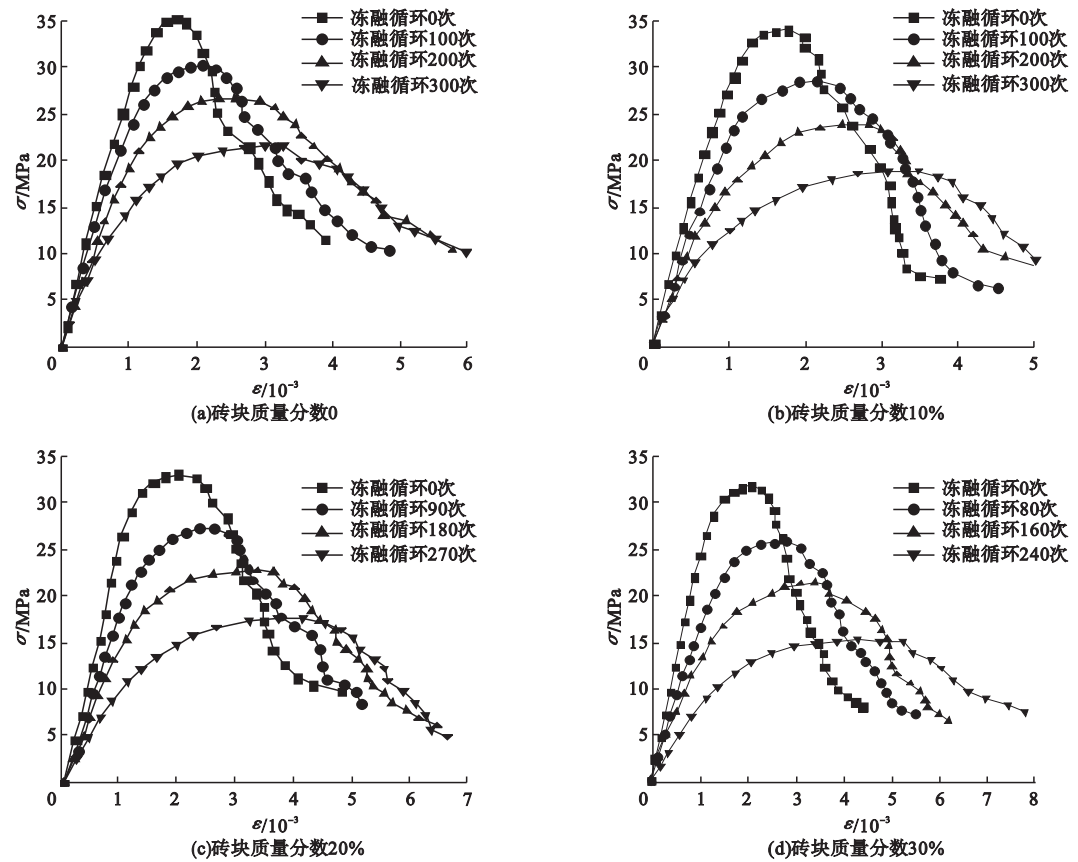 35
30
25
20
15
10
5
0
σ/MPa
冻融循环0次
冻融循环100次
冻融循环200次
冻融循环300次
1 2 3 4 5 6
ε/10⁻³
(a)砖块质量分数0
35
30
25
20
15
10
5
0
σ/MPa
冻融循环0次
冻融循环100次
冻融循环200次
冻融循环300次
1 2 3 4 5
ε/10⁻³
(b)砖块质量分数10%
35
30
25
20
15
10
5
0
σ/MPa
冻融循环0次
冻融循环90次
冻融循环180次
冻融循环270次
1 2 3 4 5 6 7
ε/10⁻³
(c)砖块质量分数20%
35
30
25
20
15
10
5
0
σ/MPa
冻融循环0次
冻融循环80次
冻融循环160次
冻融循环240次
1 2 3 4 5 6 7 8
ε/10⁻³
(d)砖块质量分数30%